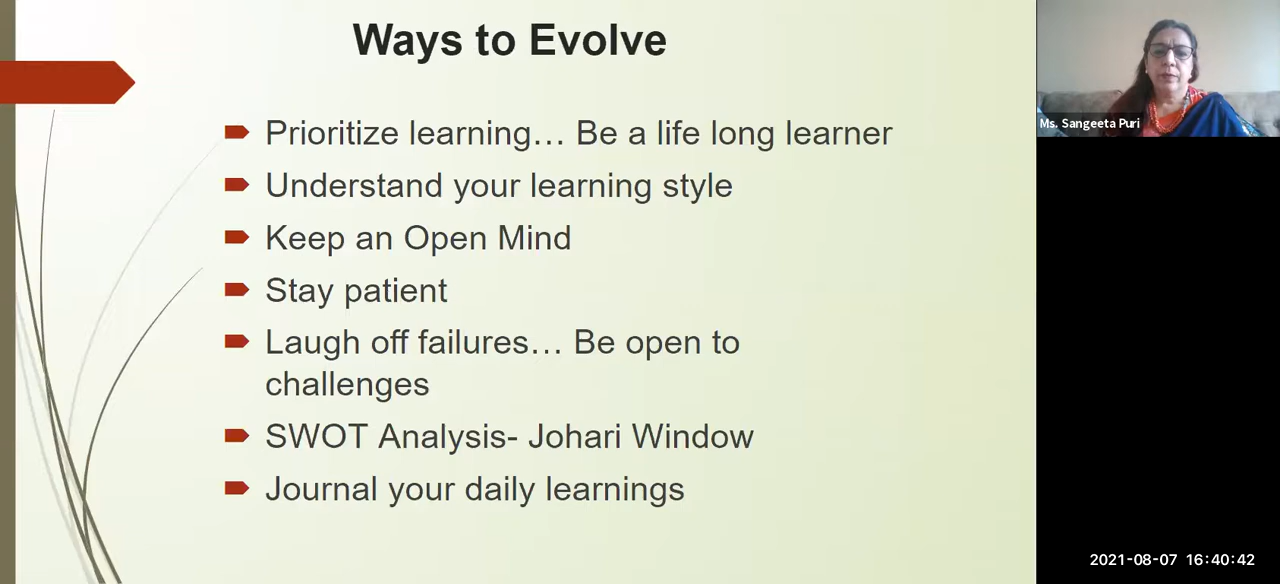 Ways to Evolve
Prioritize learning… Be a life long learner
Understand your learning style
Keep an Open Mind
Stay patient
Laugh off failures… Be open to
challenges
SWOT Analysis- Johari Window
Journal your daily learnings
Ms. Sangeeta Puri
2021-08-07 16:40:42